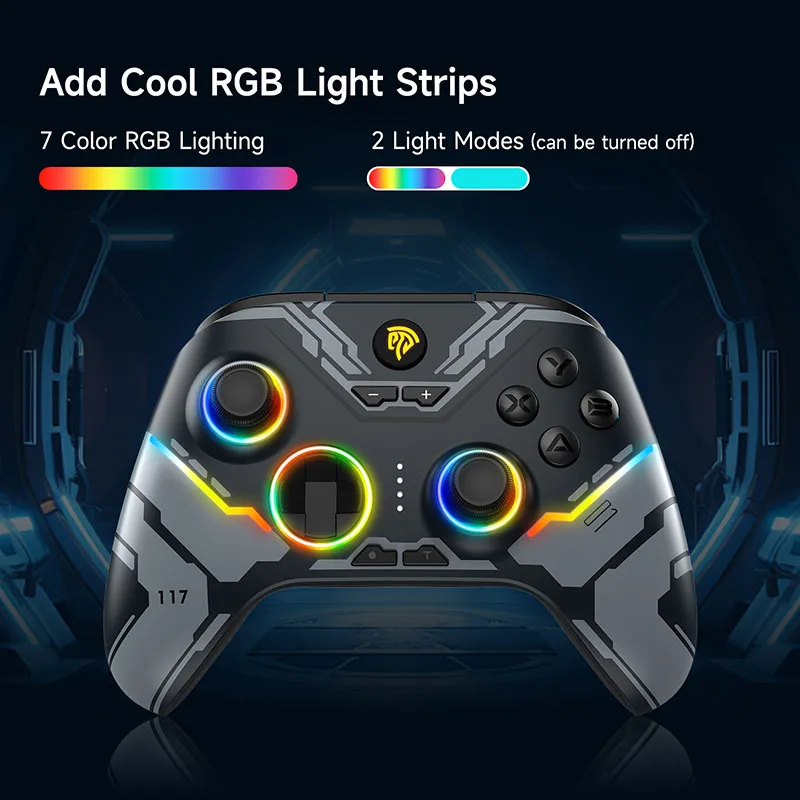 Add Cool RGB Light Strips
7 Color RGB Lighting
2 Light Modes (can be turned off)
− +
Y
X B
A
T
117